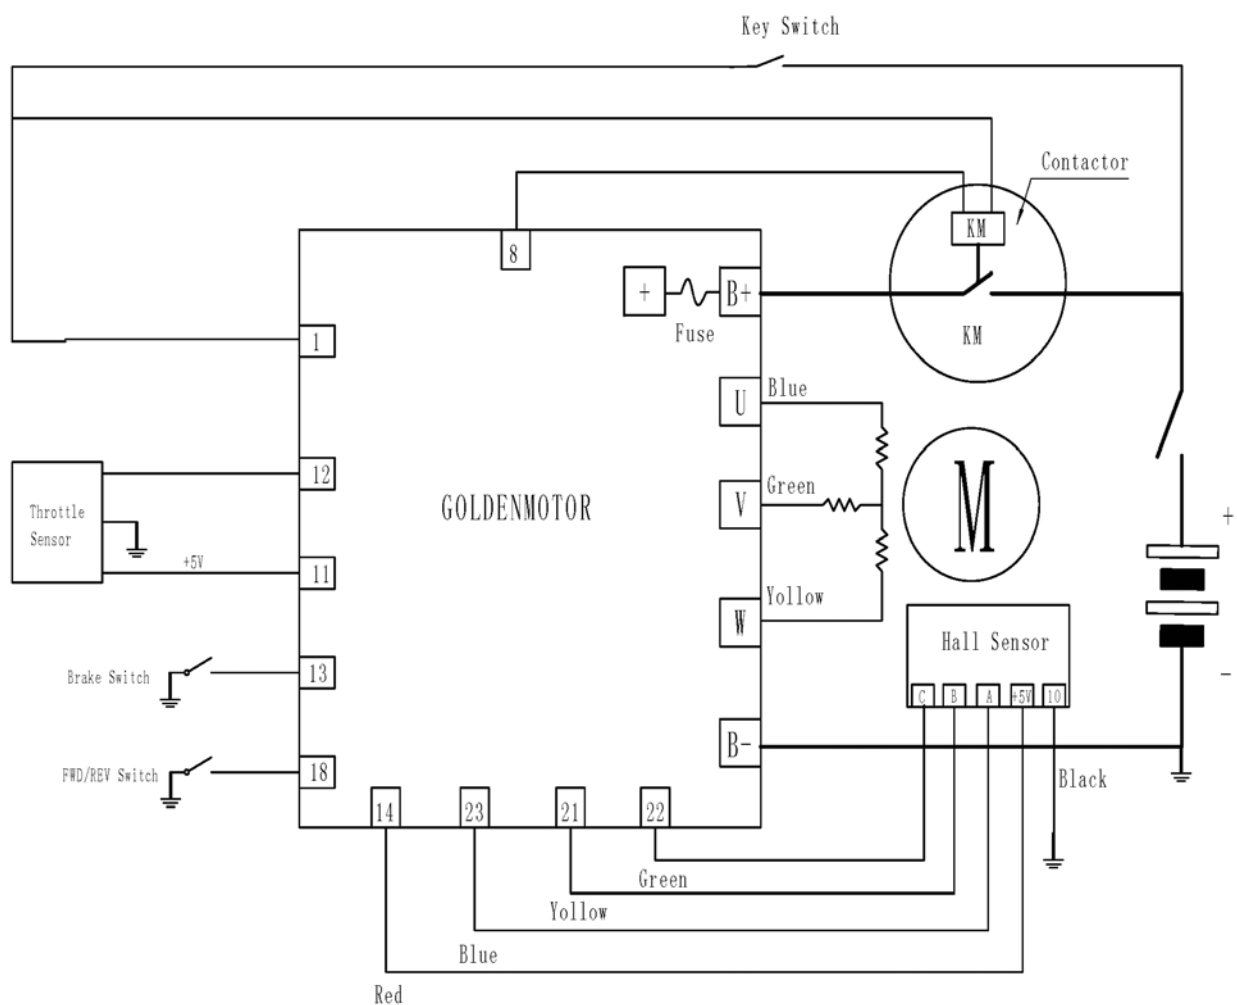 Key Switch
Contactor
KM
8
+
B+
Fuse
KM
1
Blue
U
12
Throttle
Sensor
GOLDENMOTOR
Green
V
M
+
+5V
11
Yollow
W
Hall Sensor
Brake Switch
13
C
B
A
+5V
10
-
B-
FWD/REV Switch
18
Black
14
23
21
22
Green
Yollow
Blue
Red